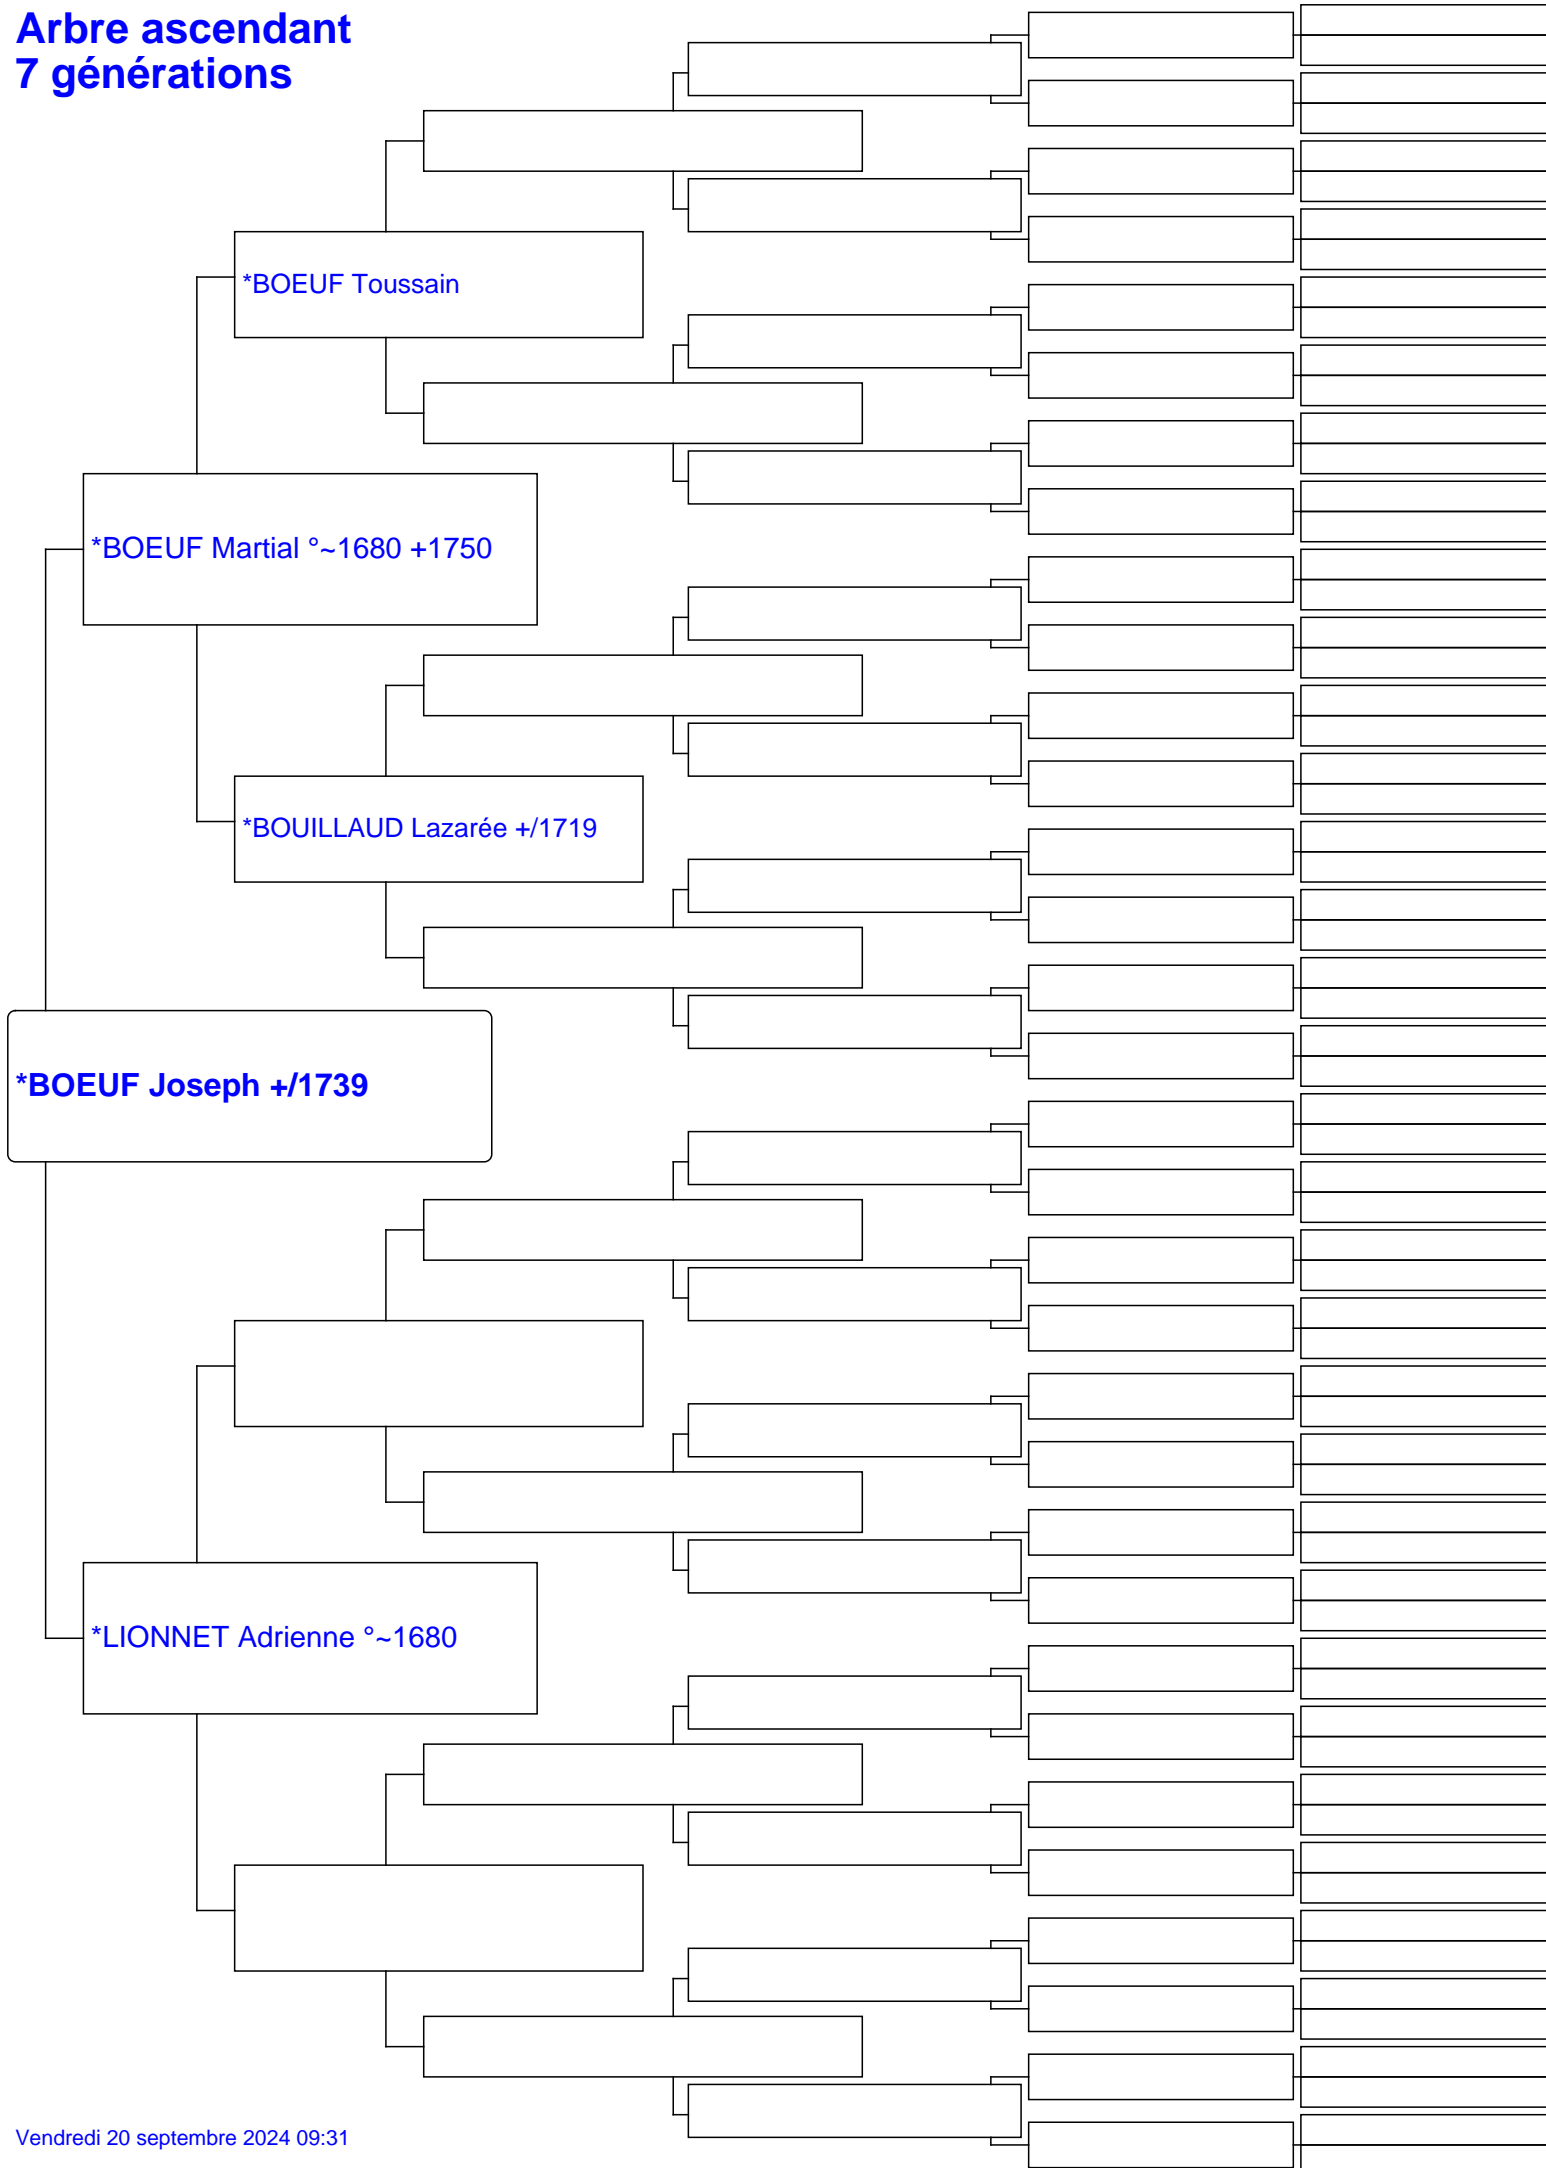 Arbre ascendant
7 générations
*BOEUF Toussain
*BOEUF Martial °~1680 +1750
*BOUILLAUD Lazarée +/1719
*BOEUF Joseph +/1739
*LIONNET Adrienne °~1680
Vendredi 20 septembre 2024 09:31